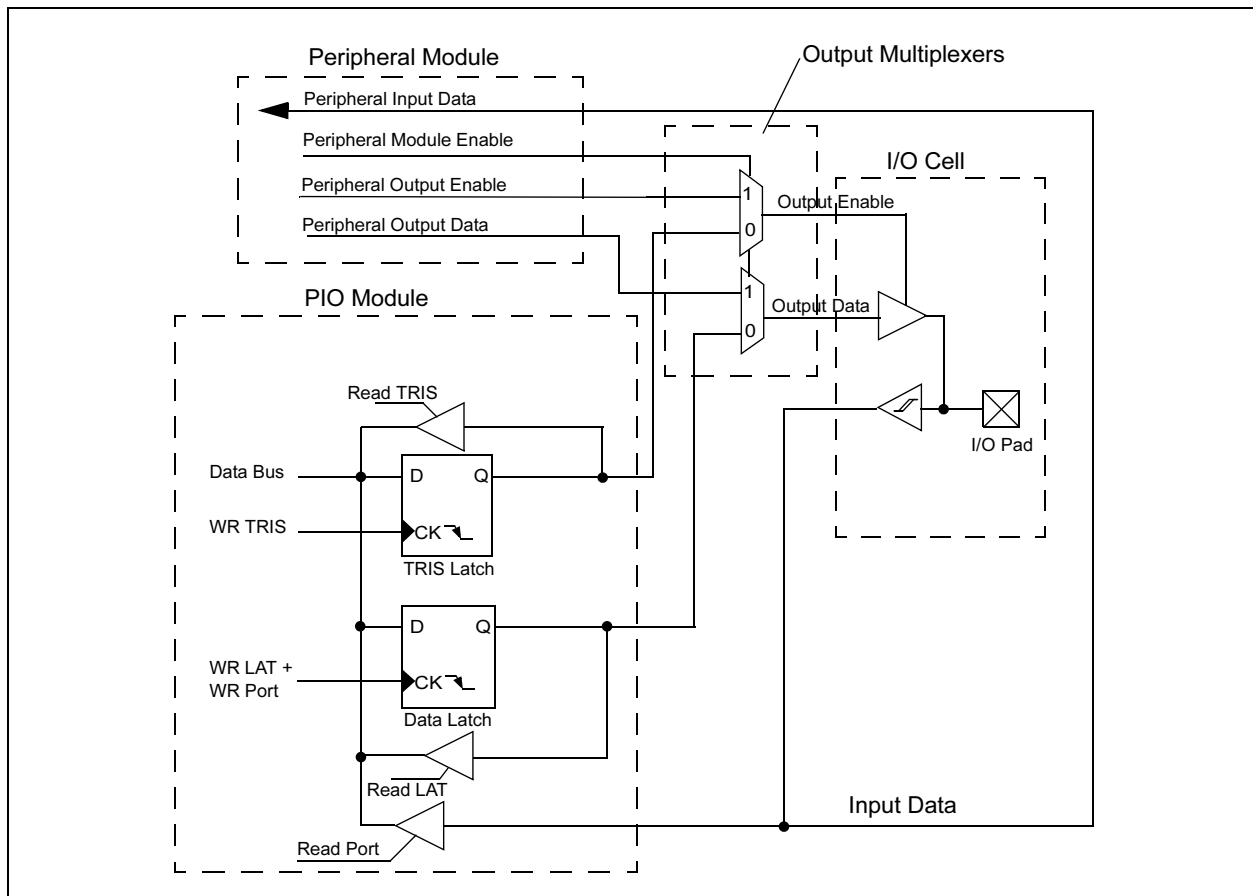 Peripheral Module
Output Multiplexers
Peripheral Input Data
Peripheral Module Enable
I/O Cell
Peripheral Output Enable
1
Output Enable
Peripheral Output Data
0
PIO Module
1
Output Data
0
Read TRIS
I/O Pad
Data Bus
D
Q
WR TRIS
CK
TRIS Latch
D
Q
WR LAT +
WR Port
CK
Data Latch
Read LAT
Input Data
Read Port